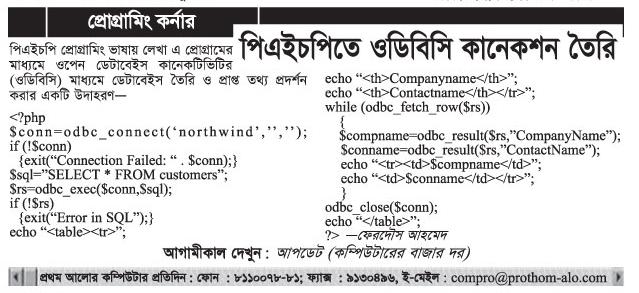 প্রোগ্রামিং কর্নার
পিএইচপিতে ওডিবিসি কানেকশন তৈরি
পিএইচপি প্রোগ্রামিং ভাষায় লেখা এ প্রোগ্রামের
মাধ্যমে ওপেন ডেটাবেইস কানেকটিভিটির
(ওডিবিসি) মাধ্যমে ডেটাবেইস তৈরি ও প্রাপ্ত তথ্য প্রদর্শন
করার একটি উদাহরণ—
<?php
$conn=odbc_connect(‘northwind’,’’,’’);
if (!$conn)
{exit(“Connection Failed: “ . $conn);}
$sql=”SELECT * FROM customers”;
$rs=odbc_exec($conn,$sql);
if (!$rs)
{exit(“Error in SQL”);}
echo “<table><tr>”;
echo “<th>Companyname</th>”;
echo “<th>Contactname</th></tr>”;
while (odbc_fetch_row($rs))
{
$compname=odbc_result($rs,”CompanyName”);
$conname=odbc_result($rs,”ContactName”);
echo “<tr><td>$compname</td>”;
echo “<td>$conname</td></tr>”;
}
odbc_close($conn);
echo “</table>”;
?> —ফেরদৌস আহমেদ
আগামীকাল দেখুন : আপডেট (কম্পিউটারের বাজার দর)
প্রথম আলোর কম্পিউটার প্রতিদিন : ফোন : ৮১১০০৭৮-৮১; ফ্যাক্স : ৯১৩০৪৯৬, ই-মেইল : compro@prothom-alo.com